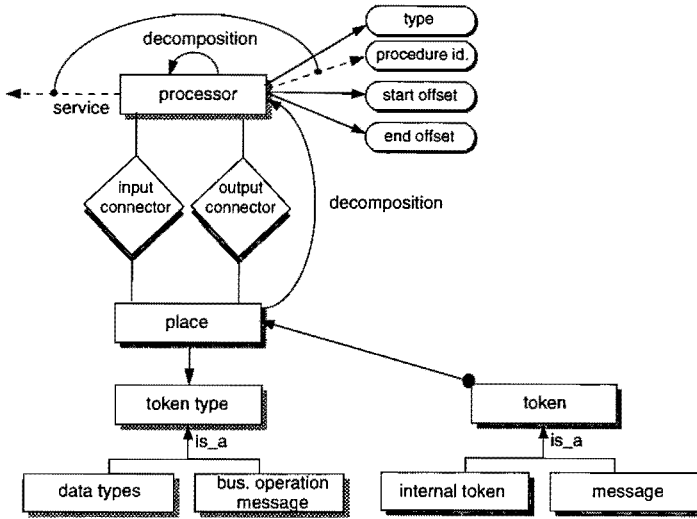 type
decomposition
procedure id.
processor
start offset
service
end offset
input
connector
output
connector
decomposition
place
token type
token
is_a
is_a
data types
bus. operation
message
internal token
message